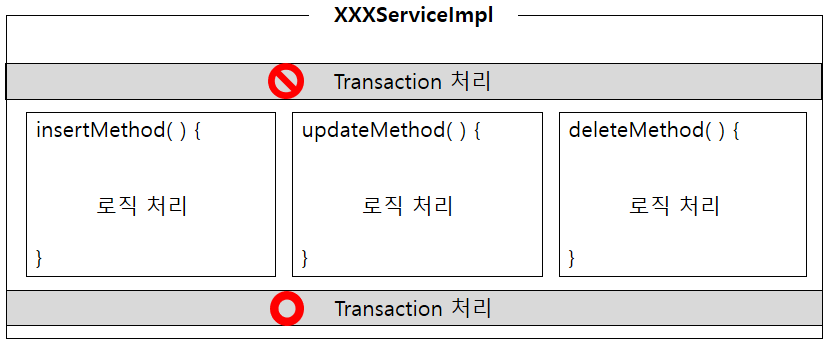 XXXServiceImpl
Transaction 처리
insertMethod( ) {
updateMethod( ) {
deleteMethod( ) {
로직 처리
로직 처리
로직 처리
}
}
}
Transaction 처리